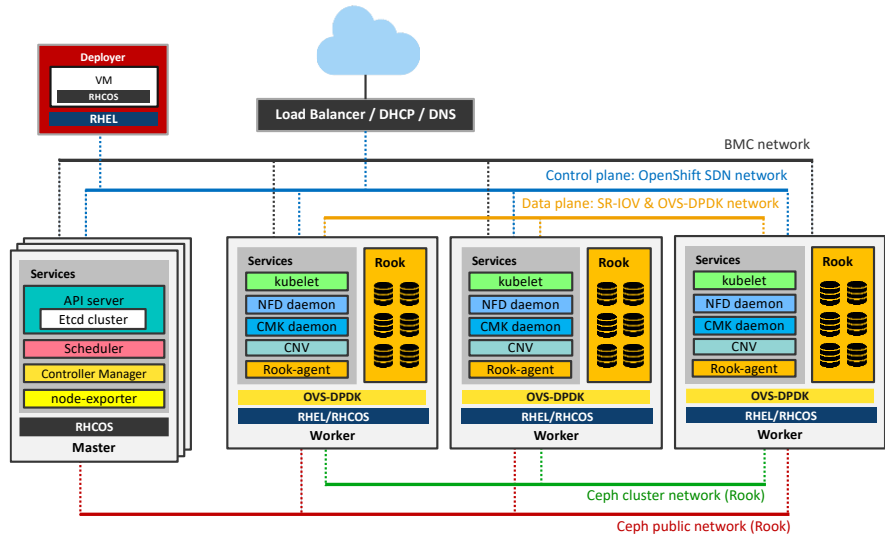 Deployer
VM
RHCOS
RHEL
Load Balancer / DHCP / DNS
BMC network
Control plane: OpenShift SDN network
Data plane: SR-IOV & OVS-DPDK network
Services
API server
Etcd cluster
Scheduler
Controller Manager
node-exporter
RHCOS
Master
Services
kubelet
NFD daemon
CMK daemon
CNV
Rook-agent
Rook
OVS-DPDK
RHEL/RHCOS
Worker
Services
kubelet
NFD daemon
CMK daemon
CNV
Rook-agent
Rook
OVS-DPDK
RHEL/RHCOS
Worker
Services
kubelet
NFD daemon
CMK daemon
CNV
Rook-agent
Rook
OVS-DPDK
RHEL/RHCOS
Worker
Ceph cluster network (Rook)
Ceph public network (Rook)